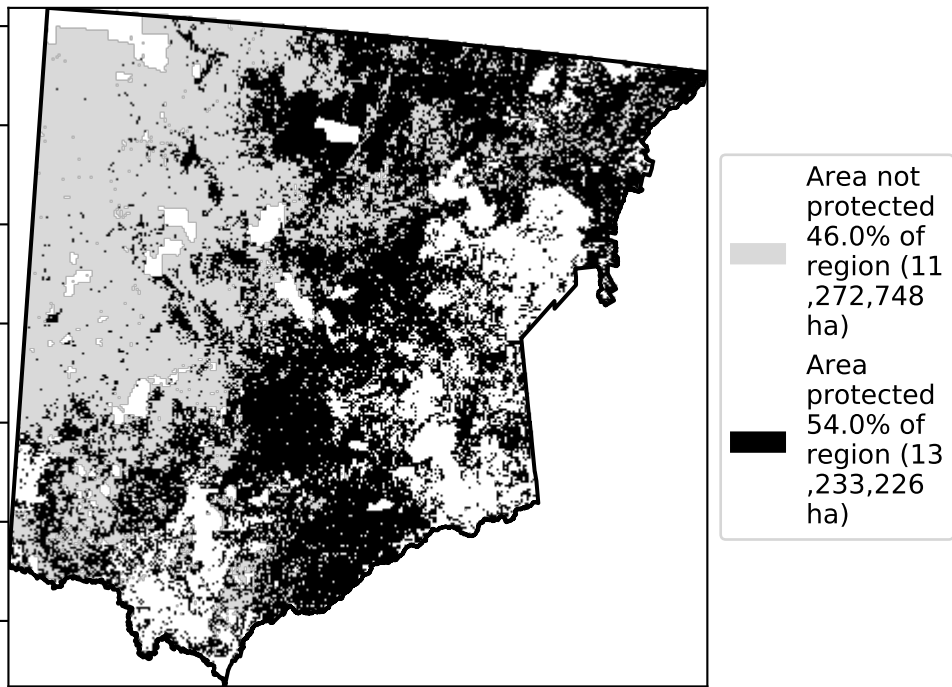 Area not
protected
46.0% of
region (11
,272,748
ha)
Area
protected
54.0% of
region (13
,233,226
ha)